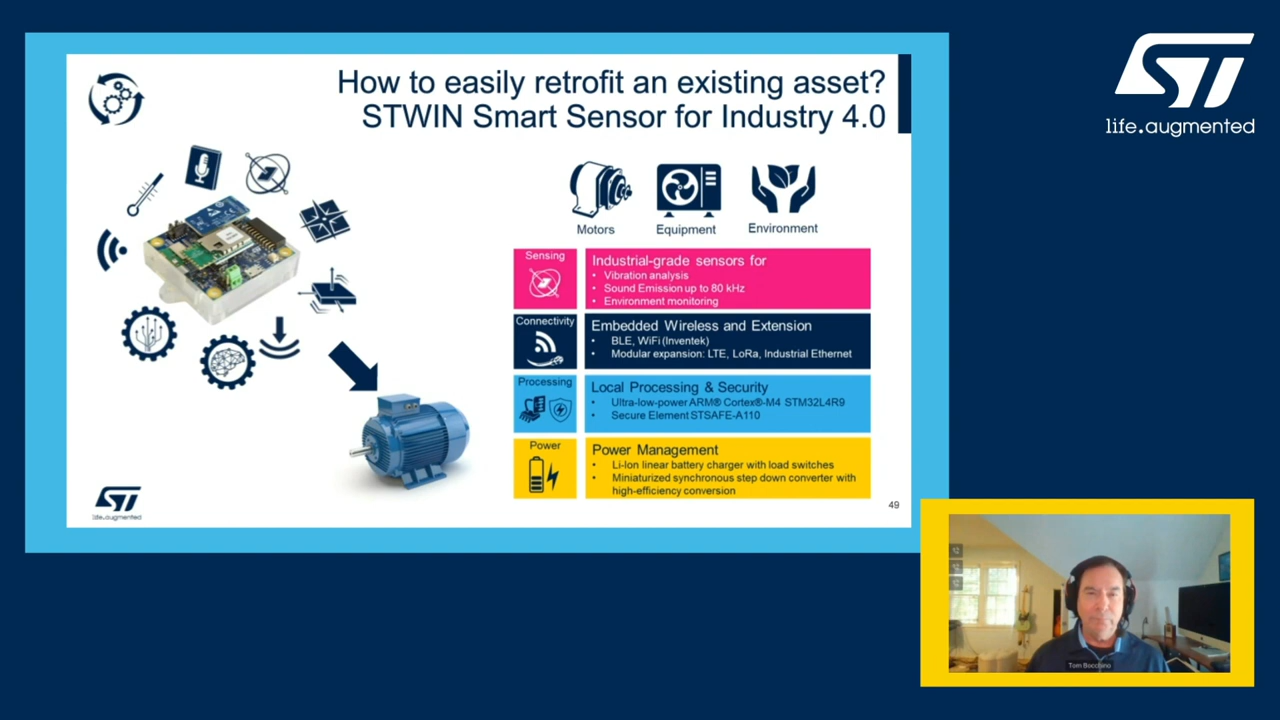 How to easily retrofit an existing asset?
STWIN Smart Sensor for Industry 4.0
Motors
Equipment
Environment
Sensing
Industrial-grade sensors for
• Vibration analysis
• Sound Emission up to 80 kHz
• Environment monitoring
Connectivity
Embedded Wireless and Extension
• BLE, WiFi (Inventek)
• Modular expansion: LTE, LoRa, Industrial Ethernet
Processing
Local Processing & Security
• Ultra-low-power ARM® Cortex®-M4 STM32L4R9
• Secure Element STSAFE-A110
Power
Power Management
• Li-Ion linear battery charger with load switches
• Miniaturized synchronous step down converter with
high-efficiency conversion
ST
life.augmented
49
ST
life.augmented
Tom Bocchino